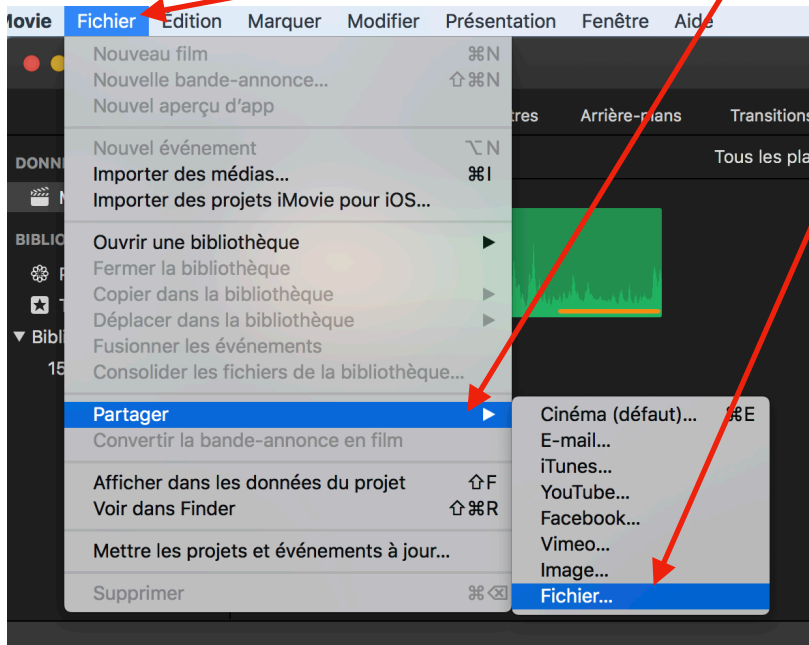 Fichier Édition Marquer Modifier Présentation Fenêtre Aide
Nouveau film ⌘N
Nouvelle bande-annonce... ⇧⌘N
Nouvel aperçu d'app
Arrière-plans Transitions
Nouvel événement ⌥N
Tous les
Importer des médias... ⌘I
Importer des projets iMovie pour iOS...
Ouvrir une bibliothèque ▶
Fermer la bibliothèque
Copier dans la bibliothèque ▶
Déplacer dans la bibliothèque ▶
Fusionner les événements
15
Consolider les fichiers de la bibliothèque...
Partager ▶
Convertir la bande-annonce en film
Afficher dans les données du projet ⇧F
Voir dans Finder ⇧⌘R
Mettre les projets et événements à jour...
Supprimer ⌘⌫
Cinéma (défaut)... ⌘E
E-mail...
iTunes...
YouTube...
Facebook...
Vimeo...
Image...
Fichier...